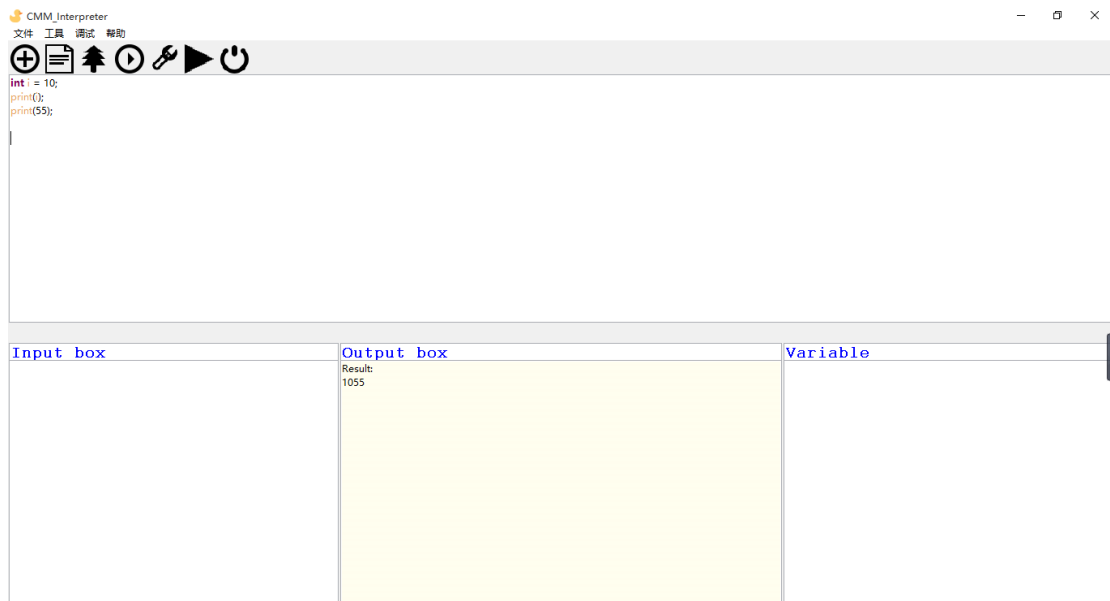 CMM_Interpreter
文件 工具 调试 帮助
int i = 10;
print(i);
print(55);
Input box
Output box
Variable
Result:
1055